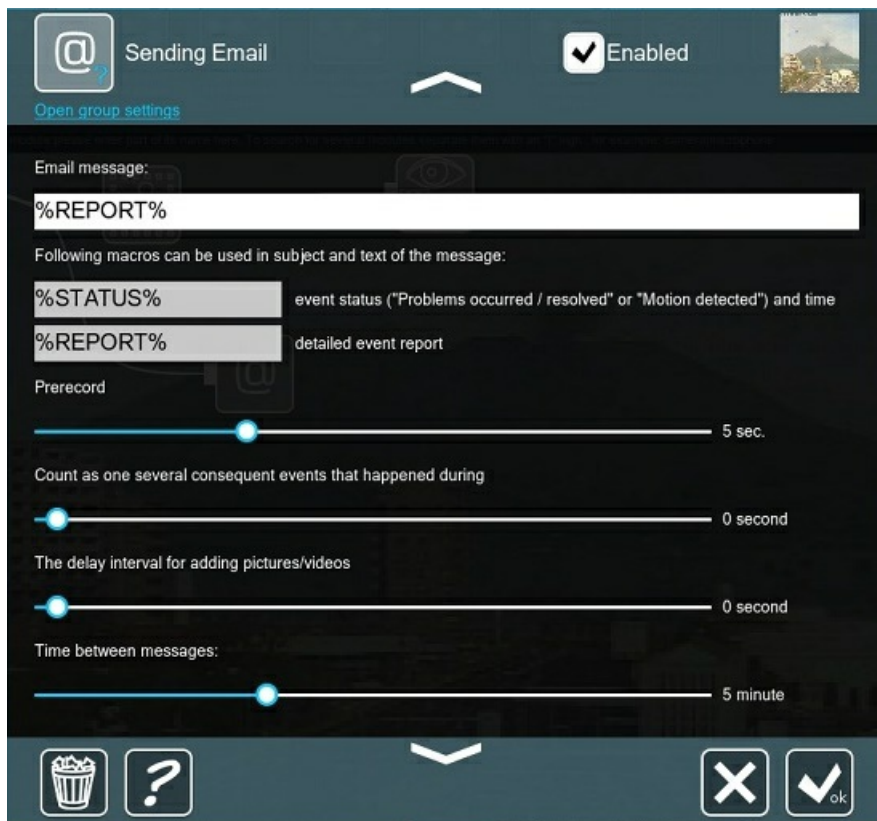 @
?
Sending Email
Enabled
Open group settings
Email message:
%REPORT%
Following macros can be used in subject and text of the message:
%STATUS% event status ("Problems occurred / resolved" or "Motion detected") and time
%REPORT% detailed event report
@
Prerecord
5 sec.
Count as one several consequent events that happened during
0 second
The delay interval for adding pictures/videos
0 second
Time between messages:
5 minute
?
ok